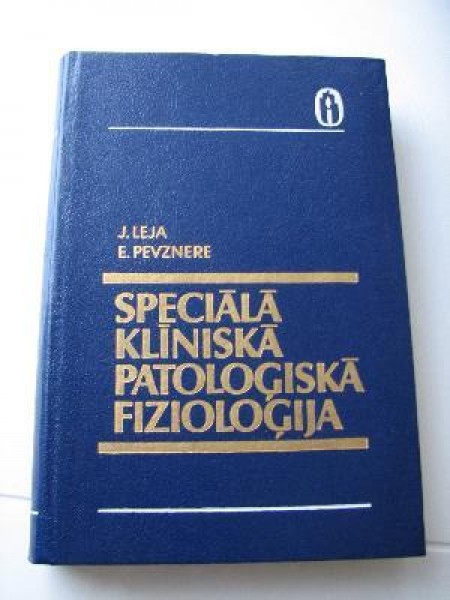 J. LEJA
E. PEVZNERE
SPECIĀLĀ
KLĪNISKĀ
PATOLOĢISKĀ
FIZIOLOĢIJA